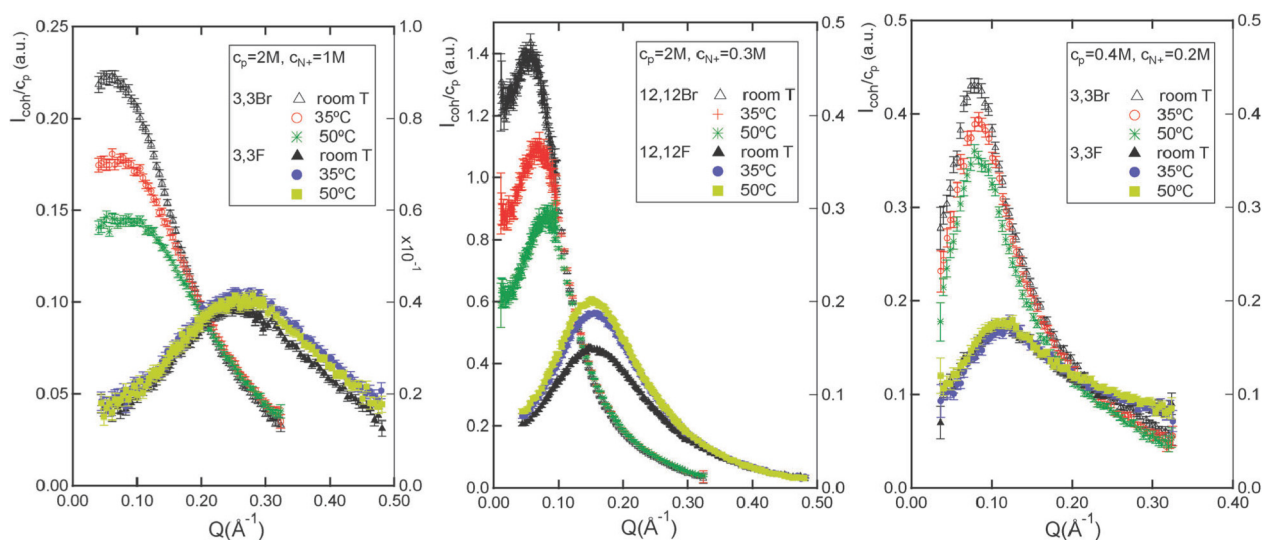 0.25
0.20
0.15
0.10
0.05
0.00
I_coh/c_p (a.u.)
c_p=2M, c_N+=1M
3,3Br △ room T
○ 35ºC
✳ 50ºC
3,3F ▲ room T
● 35ºC
■ 50ºC
1.0
0.8
0.6
0.4
0.2
0.0
x10^-1
0.00 0.10 0.20 0.30 0.40 0.50
Q(Å^-1)
1.4
1.2
1.0
0.8
0.6
0.4
0.2
0.0
I_coh/c_p (a.u.)
c_p=2M, c_N+=0.3M
12,12Br △ room T
+ 35ºC
✳ 50ºC
12,12F ▲ room T
● 35ºC
■ 50ºC
0.5
0.4
0.3
0.2
0.1
0.0
0.00 0.10 0.20 0.30 0.40 0.50
Q(Å^-1)
0.5
0.4
0.3
0.2
0.1
0.0
I_coh/c_p (a.u.)
c_p=0.4M, c_N+=0.2M
3,3Br △ room T
○ 35ºC
✳ 50ºC
3,3F ▲ room T
● 35ºC
■ 50ºC
0.5
0.4
0.3
0.2
0.1
0.0
0.00 0.10 0.20 0.30 0.40
Q(Å^-1)